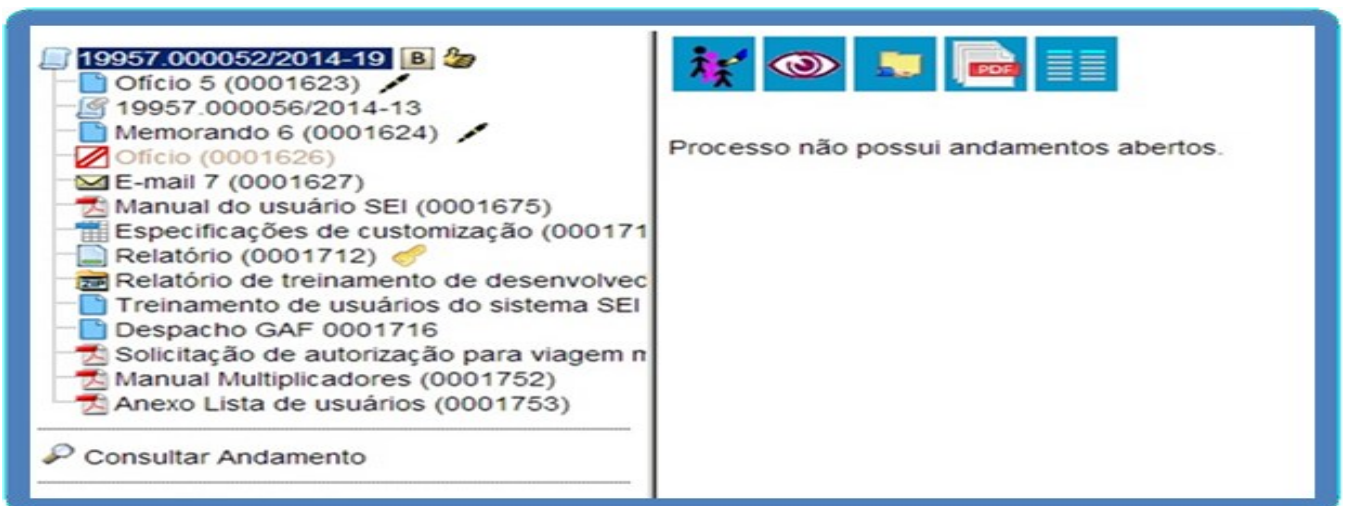 19957.000052/2014-19 B
Ofício 5 (0001623)
19957.000056/2014-13
Memorando 6 (0001624)
Ofício (0001626)
E-mail 7 (0001627)
Manual do usuário SEI (0001675)
Especificações de customização (000171
Relatório (0001712)
ZIP Relatório de treinamento de desenvolvec
Treinamento de usuários do sistema SEI
Despacho GAF 0001716
Solicitação de autorização para viagem n
Manual Multiplicadores (0001752)
Anexo Lista de usuários (0001753)
Consultar Andamento
PDF
Processo não possui andamentos abertos.